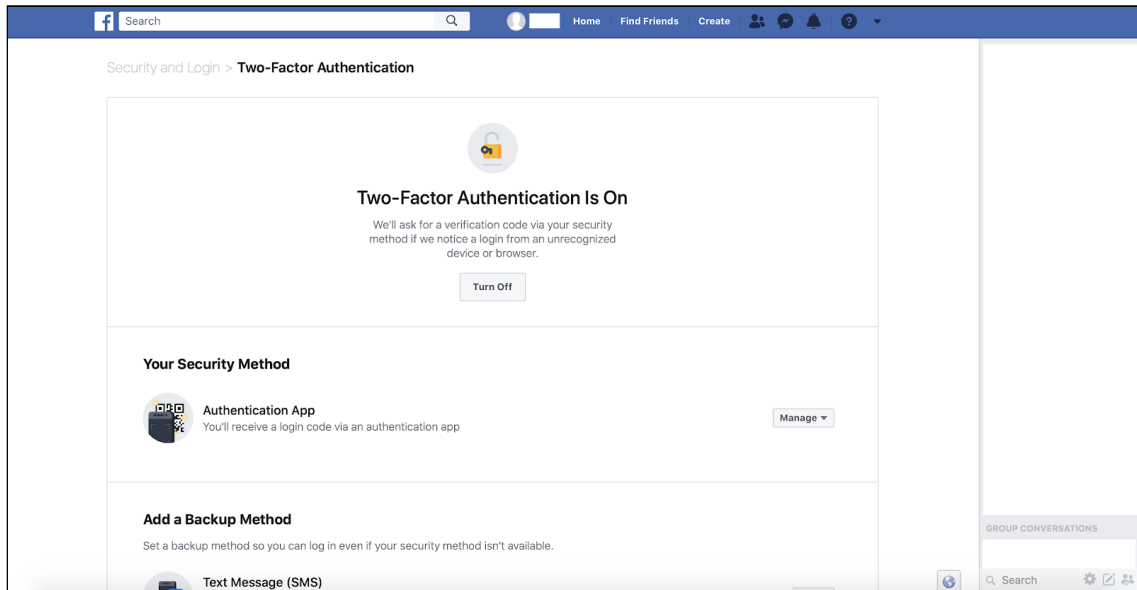 Search
Home
Find Friends
Create
Security and Login > Two-Factor Authentication
Two-Factor Authentication Is On
We'll ask for a verification code via your security
method if we notice a login from an unrecognized
device or browser.
Turn Off
Your Security Method
Authentication App
You'll receive a login code via an authentication app
Manage
Add a Backup Method
Set a backup method so you can log in even if your security method isn't available.
Text Message (SMS)
GROUP CONVERSATIONS
Search